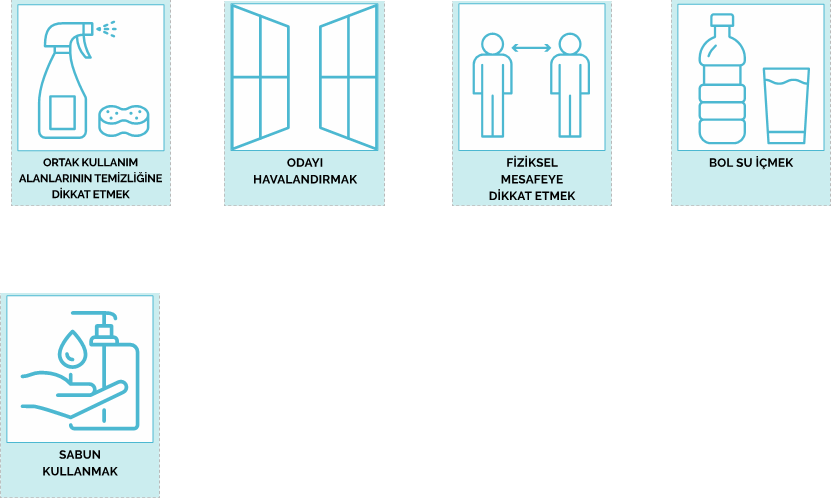 ORTAK KULLANIM
ALANLARININ TEMİZLİĞİNE
DİKKAT ETMEK
ODAYI
HAVALANDIRMAK
FİZİKSEL
MESAFEYE
DİKKAT ETMEK
BOL SU İÇMEK
SABUN
KULLANMAK